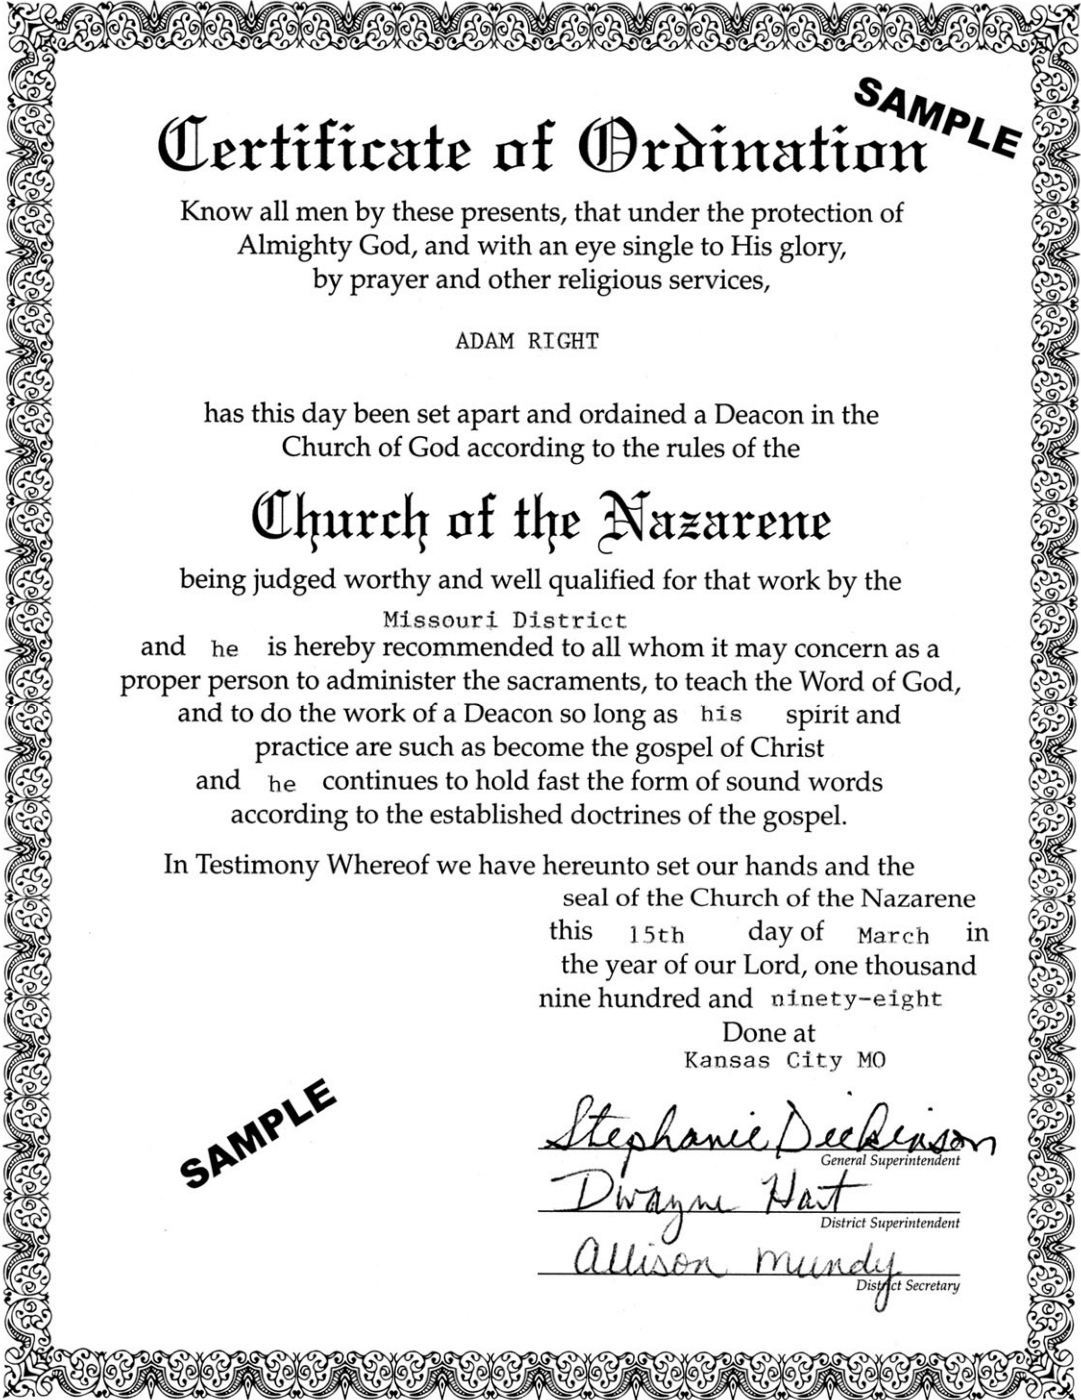 SAMPLE
Certificate of Ordination
Know all men by these presents, that under the protection of
Almighty God, and with an eye single to His glory,
by prayer and other religious services,
ADAM RIGHT
has this day been set apart and ordained a Deacon in the
Church of God according to the rules of the
Church of the Nazarene
being judged worthy and well qualified for that work by the
Missouri District
and he is hereby recommended to all whom it may concern as a
proper person to administer the sacraments, to teach the Word of God,
and to do the work of a Deacon so long as his spirit and
practice are such as become the gospel of Christ
and he continues to hold fast the form of sound words
according to the established doctrines of the gospel.
In Testimony Whereof we have hereunto set our hands and the
seal of the Church of the Nazarene
this 15th day of March in
the year of our Lord, one thousand
nine hundred and ninety-eight
Done at
Kansas City MO
SAMPLE
Stephanie Dickinson
General Superintendent
Dwayne Hart
District Superintendent
Allison Mundy
District Secretary